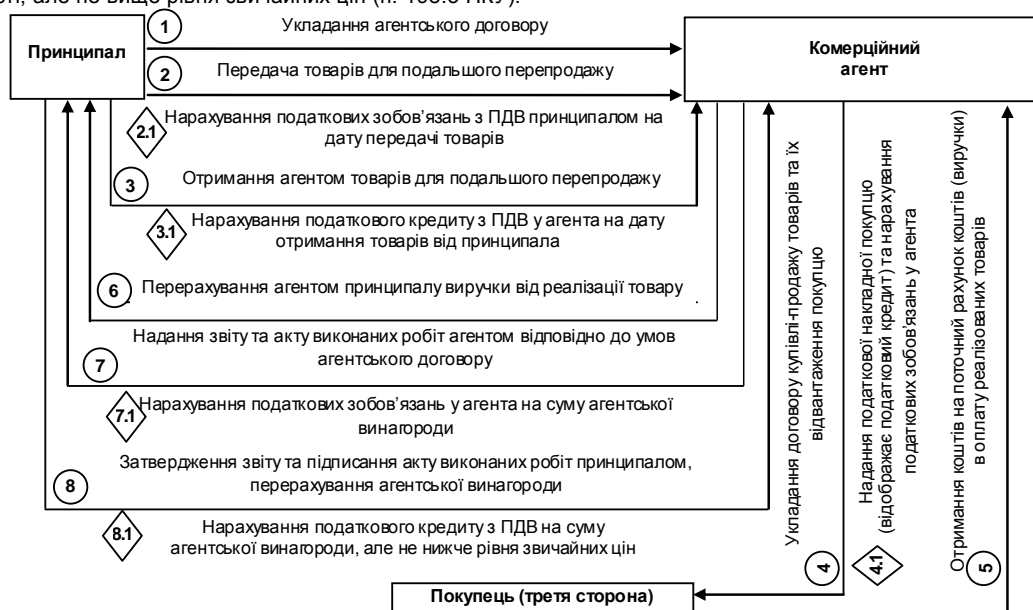 Принципал
Комерційний
агент
1
Укладання агентського договору
2
Передача товарів для подальшого перепродажу
2.1
Нарахування податкових зобов’язань з ПДВ принципалом на
дату передачі товарів
3
Отримання агентом товарів для подальшого перепродажу
3.1
Нарахування податкового кредиту з ПДВ у агента на дату
отримання товарів від принципала
6
Перерахування агентом принципалу виручки від реалізації товару
Надання звіту та акту виконаних робіт агентом відповідно до умов
агентського договору
7
7.1
Нарахування податкових зобов’язань у агента на суму агентської
винагороди
Затвердження звіту та підписання акту виконаних робіт принципалом,
перерахування агентської винагороди
8
8.1
Нарахування податкового кредиту з ПДВ на суму
агентської винагороди, але не нижче рівня звичайних цін
Укладання договору купівлі-продажу товарів та їх
відвантаження покупцю
4
Надання податкової накладної покупцю
(відображає податковий кредит) та нарахування
податкових зобов’язань у агента
4.1
Отримання коштів на поточний рахунок коштів (виручки)
в оплату реалізованих товарів
5
Покупець (третя сторона)